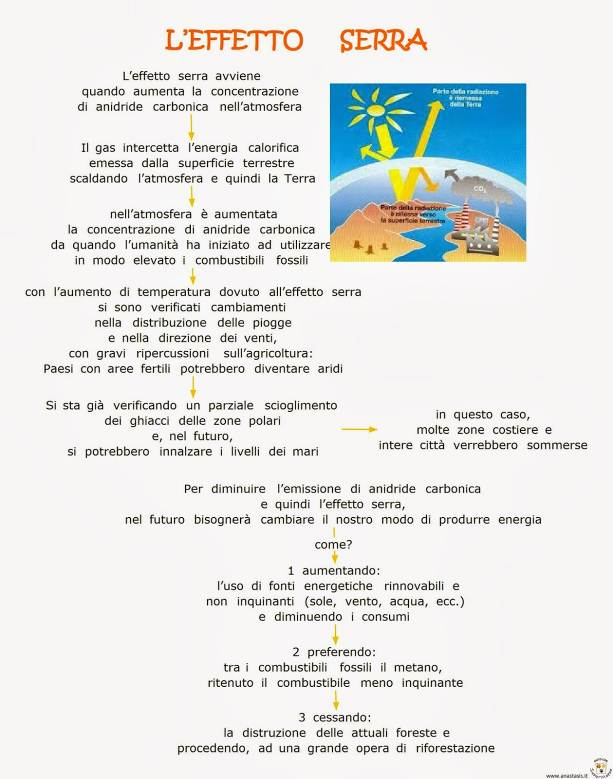 L'EFFETTO SERRA
L'effetto serra avviene
quando aumenta la concentrazione
di anidride carbonica nell'atmosfera
Il gas intercetta l'energia calorifica
emessa dalla superficie terrestre
scaldando l'atmosfera e quindi la Terra
nell'atmosfera è aumentata
la concentrazione di anidride carbonica
da quando l'umanità ha iniziato ad utilizzare
in modo elevato i combustibili fossili
Parte della radiazione
è riemessa
dalla Terra
CO₂
Parte della radiazione
è riflessa verso
la superficie terrestre
con l'aumento di temperatura dovuto all'effetto serra
si sono verificati cambiamenti
nella distribuzione delle piogge
e nella direzione dei venti,
con gravi ripercussioni sull'agricoltura:
Paesi con aree fertili potrebbero diventare aridi
Si sta già verificando un parziale scioglimento
dei ghiacci delle zone polari
e, nel futuro,
si potrebbero innalzare i livelli dei mari
in questo caso,
molte zone costiere e
intere città verrebbero sommerse
Per diminuire l'emissione di anidride carbonica
e quindi l'effetto serra,
nel futuro bisognerà cambiare il nostro modo di produrre energia
come?
1 aumentando:
l'uso di fonti energetiche rinnovabili e
non inquinanti (sole, vento, acqua, ecc.)
e diminuendo i consumi
2 preferendo:
tra i combustibili fossili il metano,
ritenuto il combustibile meno inquinante
3 cessando:
la distruzione delle attuali foreste e
procedendo, ad una grande opera di riforestazione
www.anastasis.it